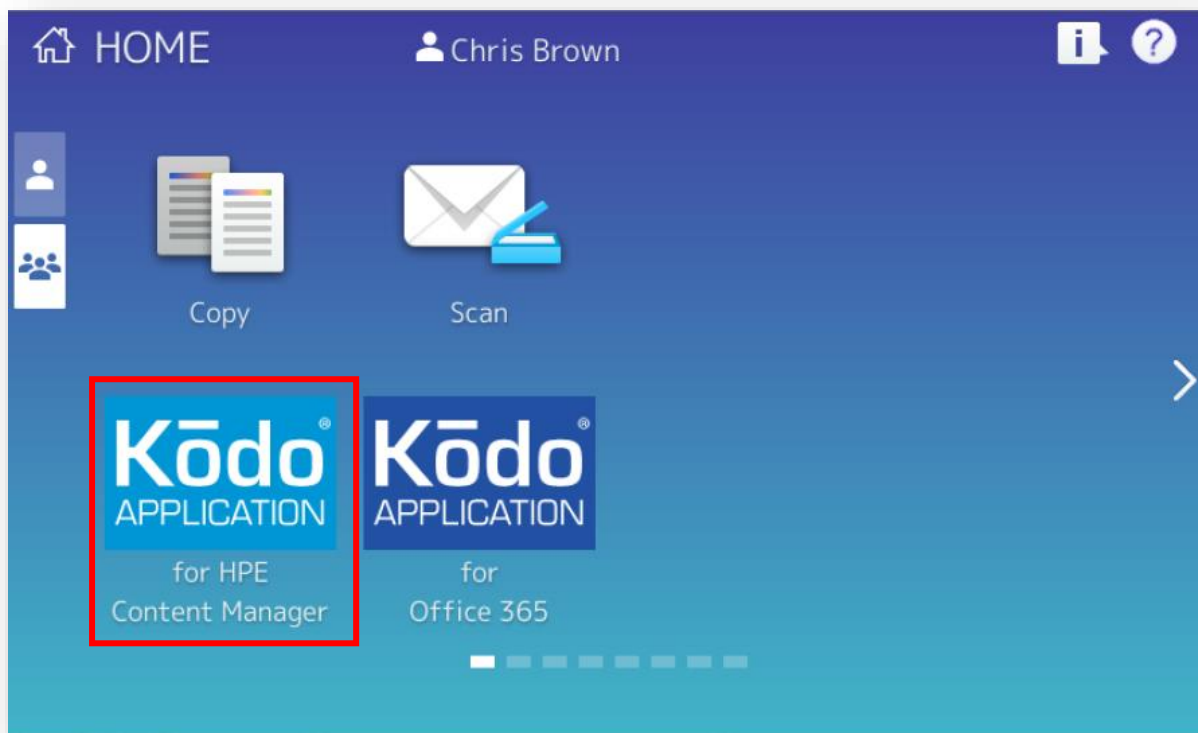 HOME
Chris Brown
i
?
Copy
Scan
Kōdo®
APPLICATION
for HPE
Content Manager
Kōdo®
APPLICATION
for
Office 365